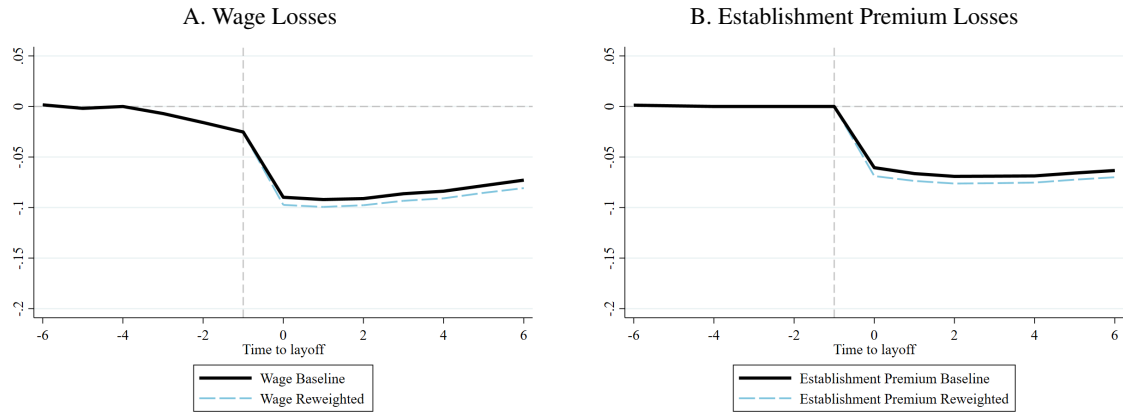 A. Wage Losses
.05
0
-.05
-.1
-.15
-.2
-6 -4 -2 0 2 4 6
Time to layoff
Wage Baseline
Wage Reweighted
B. Establishment Premium Losses
.05
0
-.05
-.1
-.15
-.2
-6 -4 -2 0 2 4 6
Time to layoff
Establishment Premium Baseline
Establishment Premium Reweighted